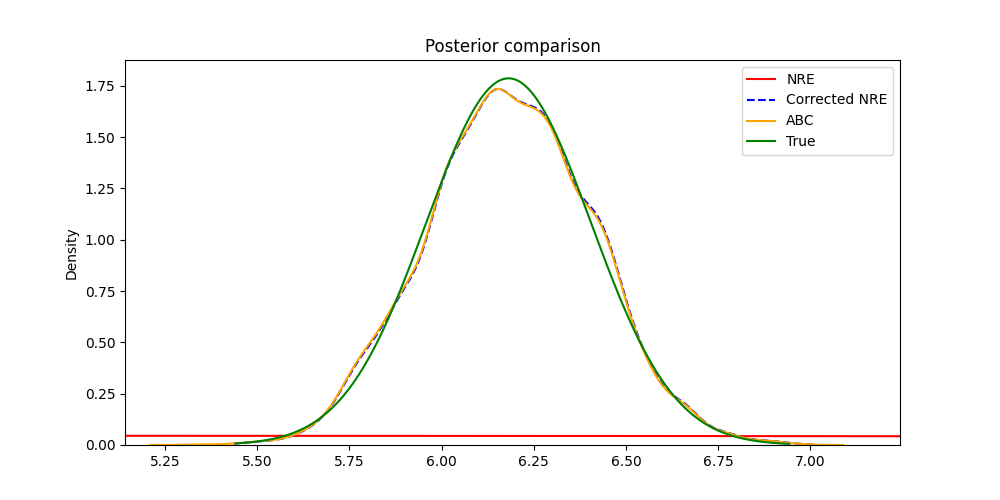 Posterior comparison
NRE
Corrected NRE
ABC
True
Density
1.75
1.50
1.25
1.00
0.75
0.50
0.25
0.00
5.25 5.50 5.75 6.00 6.25 6.50 6.75 7.00